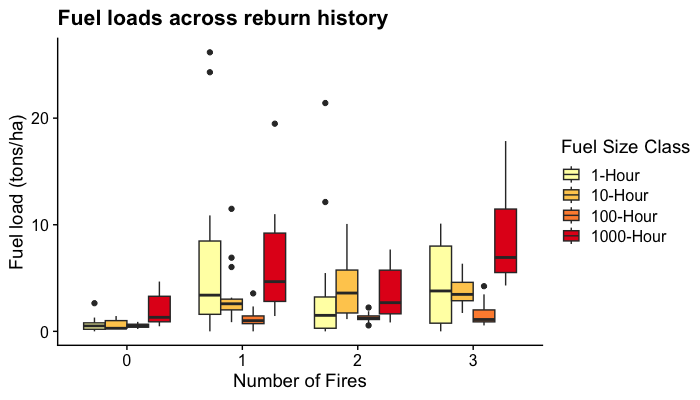 Fuel loads across reburn history
Fuel load (tons/ha)
20
10
0
0 1 2 3
Number of Fires
Fuel Size Class
1-Hour
10-Hour
100-Hour
1000-Hour